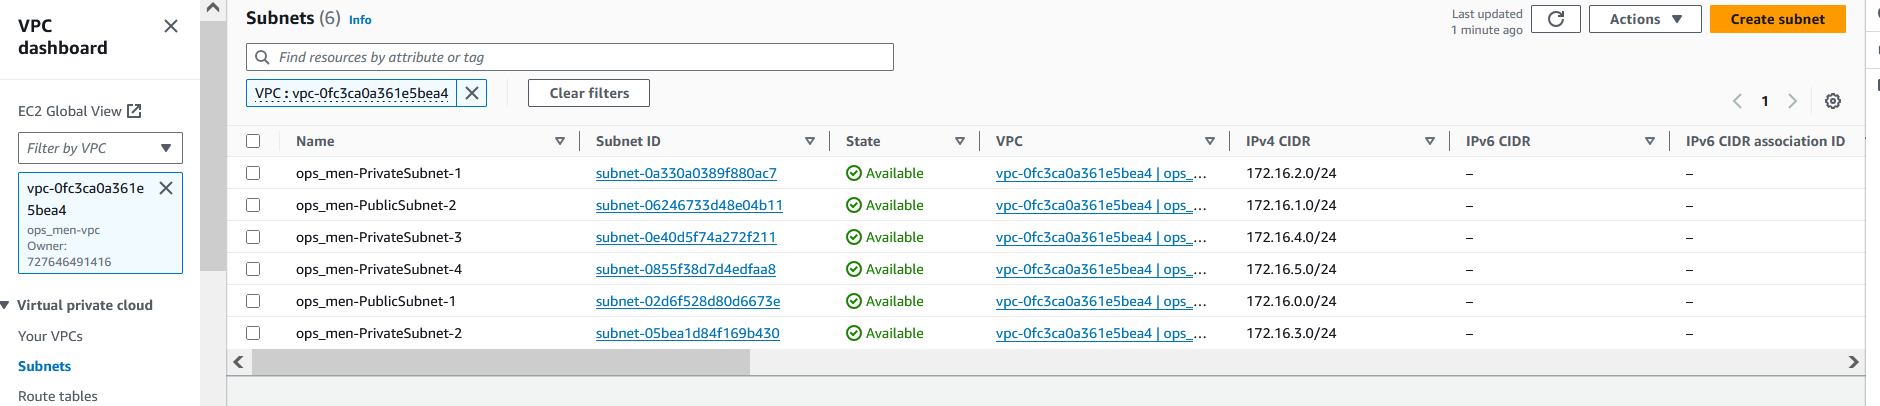 VPC
dashboard
EC2 Global View
Filter by VPC
vpc-0fc3ca0a361e
5bea4
ops_men-vpc
Owner:
727646491416
Virtual private cloud
Your VPCs
Subnets
Route tables
Subnets (6) Info
Last updated
1 minute ago
Actions
Create subnet
Find resources by attribute or tag
VPC : vpc-0fc3ca0a361e5bea4
Clear filters
1
Name Subnet ID State VPC IPv4 CIDR IPv6 CIDR IPv6 CIDR association ID
ops_men-PrivateSubnet-1 subnet-0a330a0389f880ac7 Available vpc-0fc3ca0a361e5bea4 | ops_... 172.16.2.0/24 – –
ops_men-PublicSubnet-2 subnet-06246733d48e04b11 Available vpc-0fc3ca0a361e5bea4 | ops_... 172.16.1.0/24 – –
ops_men-PrivateSubnet-3 subnet-0e40d5f74a272f211 Available vpc-0fc3ca0a361e5bea4 | ops_... 172.16.4.0/24 – –
ops_men-PrivateSubnet-4 subnet-0855f38d7d4edfaa8 Available vpc-0fc3ca0a361e5bea4 | ops_... 172.16.5.0/24 – –
ops_men-PublicSubnet-1 subnet-02d6f528d80d6673e Available vpc-0fc3ca0a361e5bea4 | ops_... 172.16.0.0/24 – –
ops_men-PrivateSubnet-2 subnet-05bea1d84f169b430 Available vpc-0fc3ca0a361e5bea4 | ops_... 172.16.3.0/24 – –